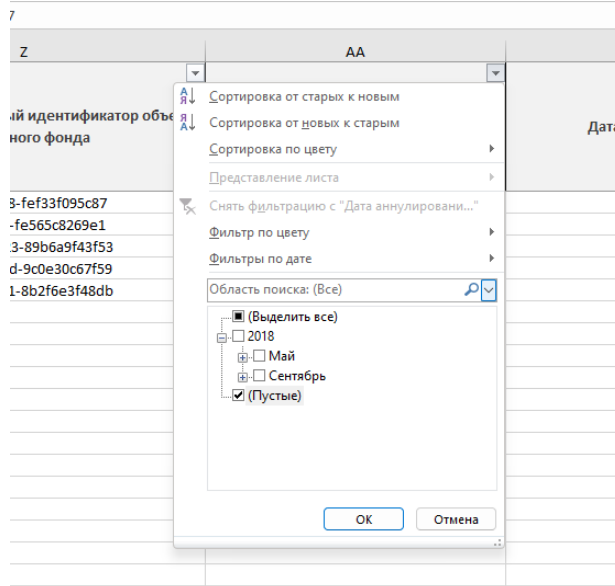 7
Z
AA
ый идентификатор объе
ного фонда
Дата
8-fef33f095c87
-fe565c8269e1
3-89b6a9f43f53
d-9c0e30c67f59
1-8b2f6e3f48db
Сортировка от старых к новым
Сортировка от новых к старым
Сортировка по цвету
Представление листа
Снять фильтрацию с "Дата аннулировани..."
Фильтр по цвету
Фильтры по дате
Область поиска: (Все)
(Выделить все)
2018
Май
Сентябрь
(Пустые)
ОК
Отмена